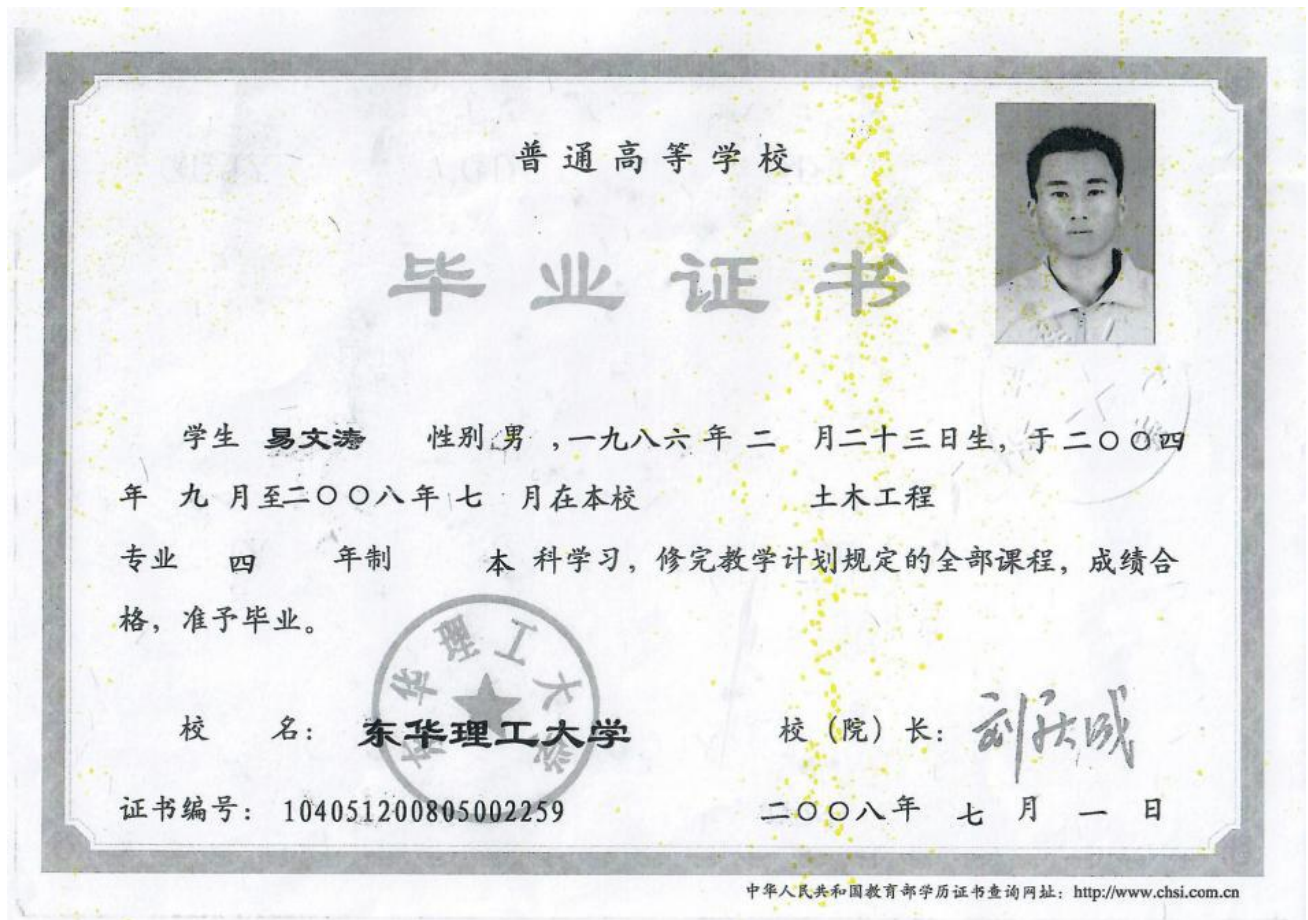 普通高等学校
毕业证书
学生 易文涛 性别 男 ,一九八六年 二 月二十三日生，于二〇〇四
年 九 月至二〇〇八年 七 月在本校 土木工程
专业 四 年制 本 科学习，修完教学计划规定的全部课程，成绩合
格，准予毕业。
东华理工大学
校 名：东华理工大学 校（院）长：
证书编号：104051200805002259 二〇〇八年 七 月 一 日
中华人民共和国教育部学历证书查询网址：http://www.chsi.com.cn